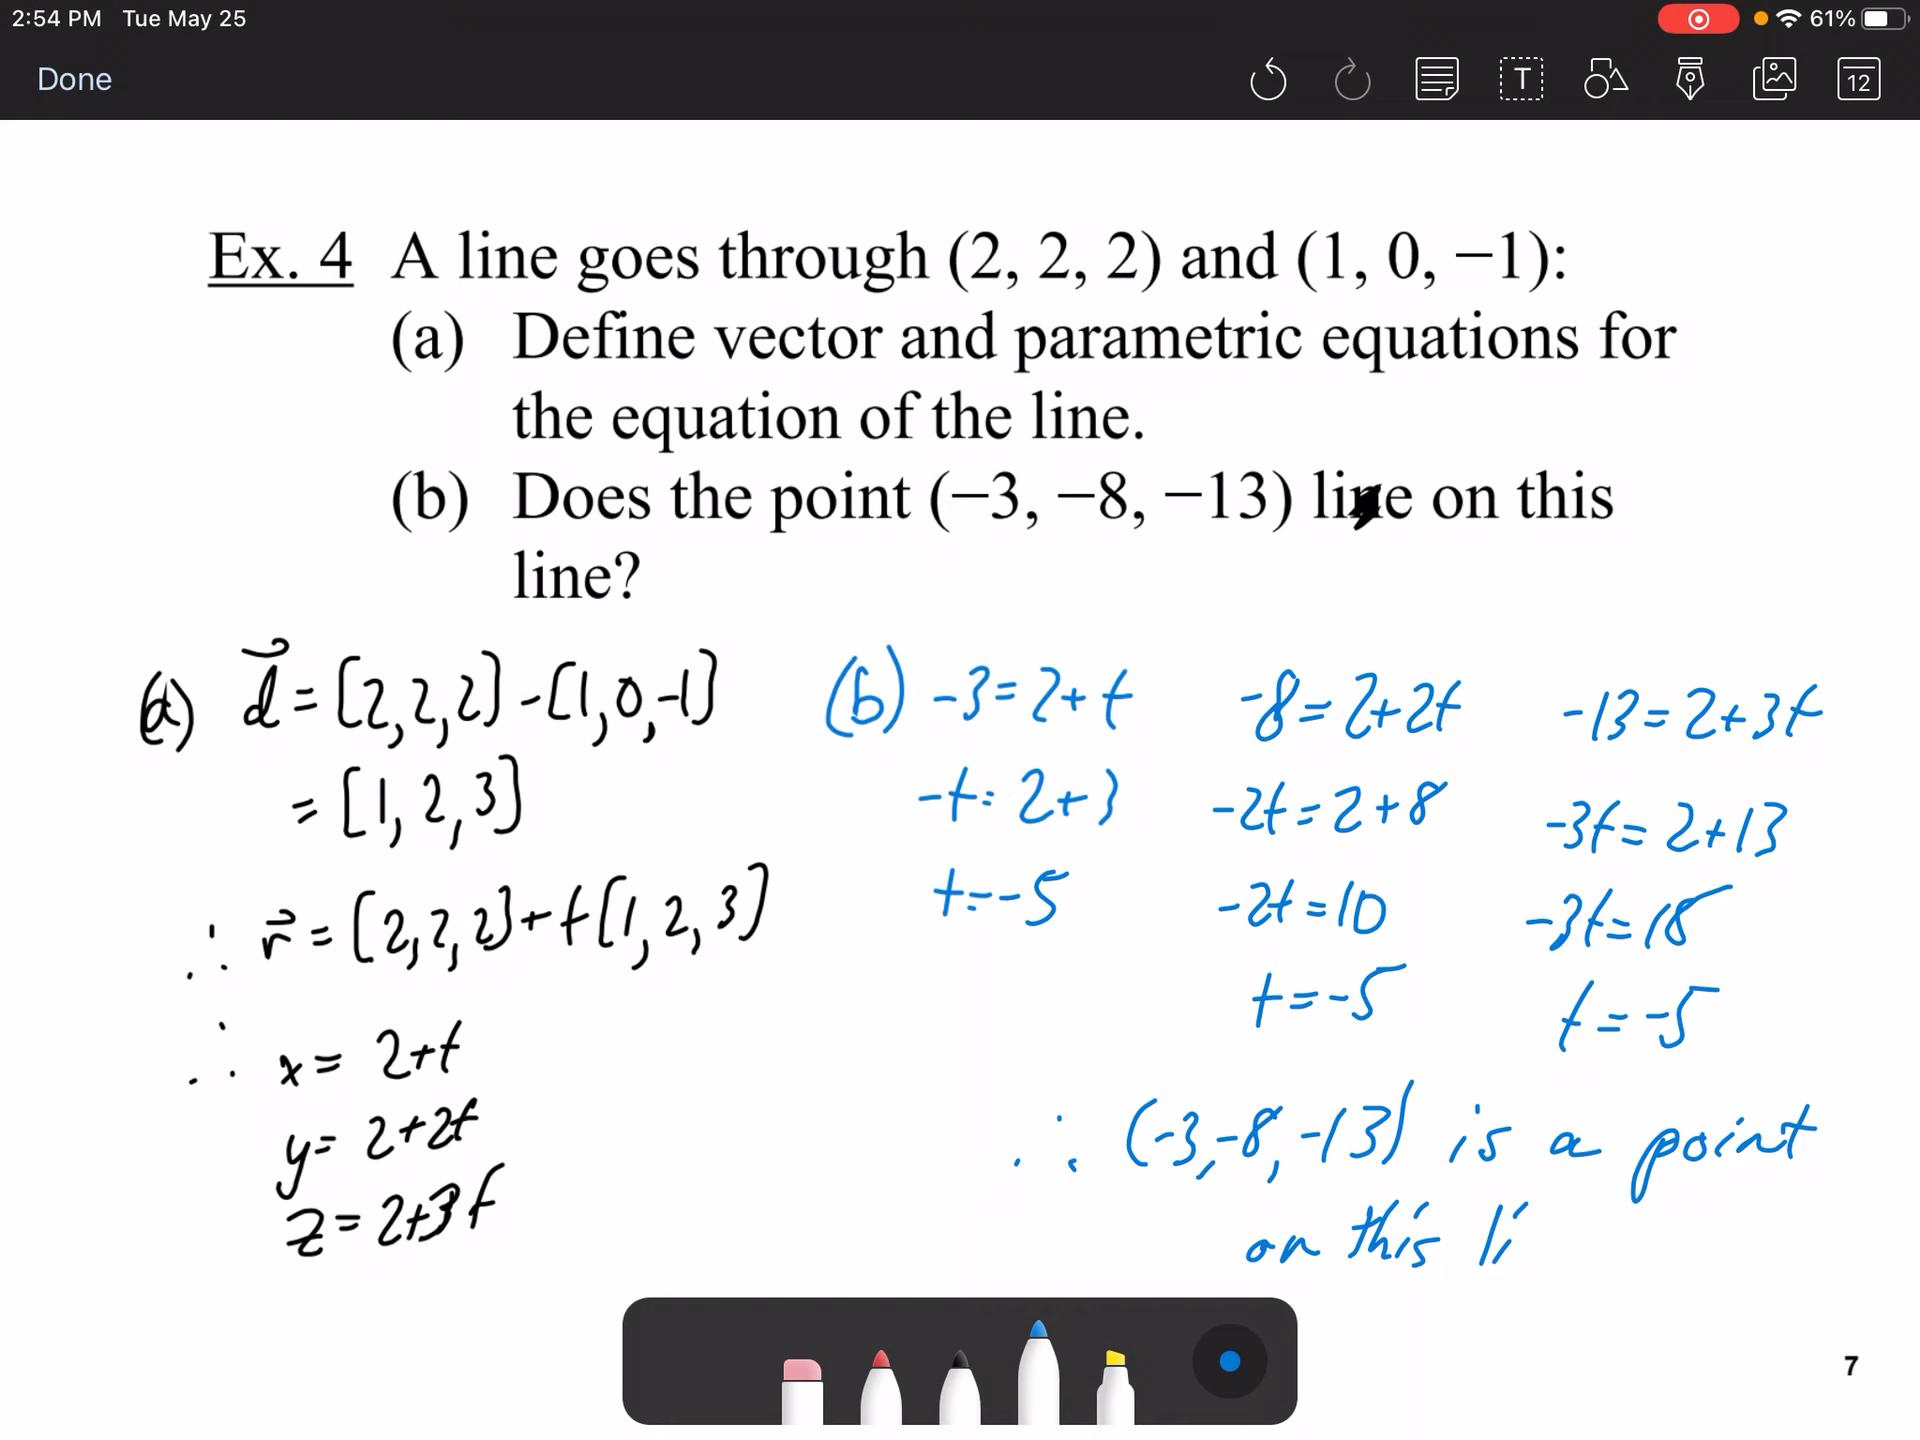 2:54 PM Tue May 25
61%
Done
T
12
Ex. 4 A line goes through (2, 2, 2) and (1, 0, −1):
(a) Define vector and parametric equations for
the equation of the line.
(b) Does the point (−3, −8, −13) line on this
line?
(a) d⃗ = [2,2,2] - [1,0,-1]
= [1, 2, 3]
∴ r⃗ = [2,2,2] + t[1, 2, 3]
∴ x = 2+t
y = 2+2t
z = 2+3t
(b) -3 = 2+t
-t = 2+3
t = -5
-8 = 2+2t
-2t = 2+8
-2t = 10
t = -5
-13 = 2+3t
-3t = 2+13
-3t = 15
t = -5
∴ (-3,-8,-13) is a point
on this li
7